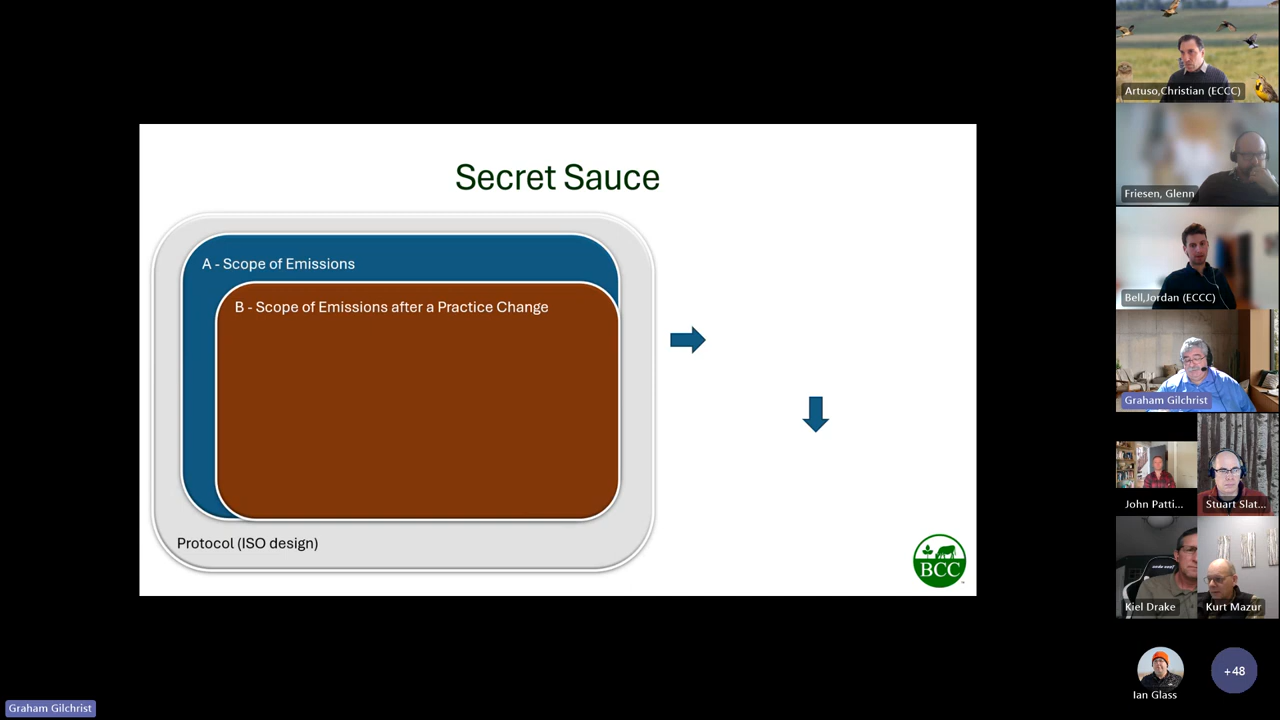 Secret Sauce
A - Scope of Emissions
B - Scope of Emissions after a Practice Change
Protocol (ISO design)
BCC
Artuso,Christian (ECCC)
Friesen, Glenn
Bell,Jordan (ECCC)
Graham Gilchrist
John Patti...
Stuart Slat...
Kiel Drake
Kurt Mazur
Ian Glass
+48
Graham Gilchrist